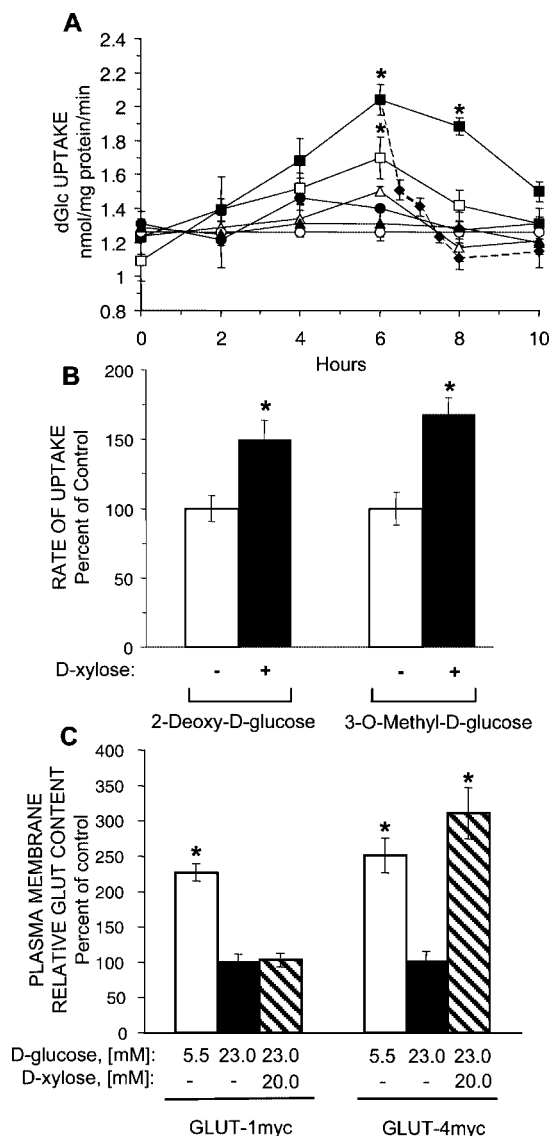 A
dGlc UPTAKE
nmol/mg protein/min
2.4
2.2
2
1.8
1.6
1.4
1.2
1
0.8
* * *
0 2 4 6 8 10
Hours
B
RATE OF UPTAKE
Percent of Control
200
150
100
50
0
* *
D-xylose: - + - +
2-Deoxy-D-glucose 3-O-Methyl-D-glucose
C
PLASMA MEMBRANE
RELATIVE GLUT CONTENT
Percent of control
400
350
300
250
200
150
100
50
0
* * *
D-glucose, [mM]: 5.5 23.0 23.0 5.5 23.0 23.0
D-xylose, [mM]: - - 20.0 - - 20.0
GLUT-1myc GLUT-4myc